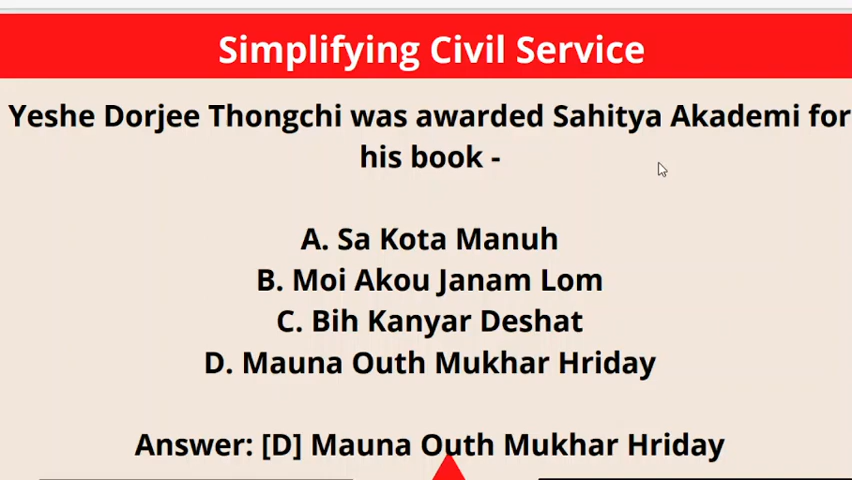 Simplifying Civil Service
Yeshe Dorjee Thongchi was awarded Sahitya Akademi for
his book -
A. Sa Kota Manuh
B. Moi Akou Janam Lom
C. Bih Kanyar Deshat
D. Mauna Outh Mukhar Hriday
Answer: [D] Mauna Outh Mukhar Hriday